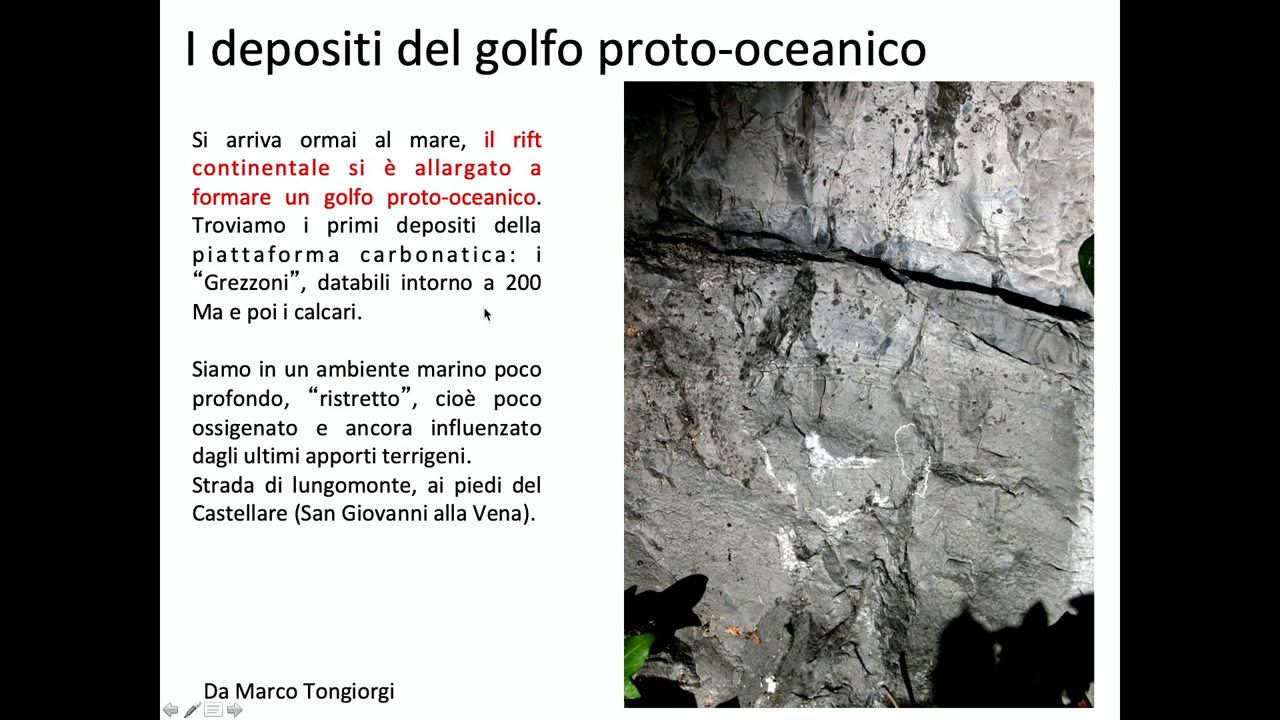 I depositi del golfo proto-oceanico
Si arriva ormai al mare, il rift
continentale si è allargato a
formare un golfo proto-oceanico.
Troviamo i primi depositi della
piattaforma carbonatica: i
“Grezzoni”, databili intorno a 200
Ma e poi i calcari.
Siamo in un ambiente marino poco
profondo, “ristretto”, cioè poco
ossigenato e ancora influenzato
dagli ultimi apporti terrigeni.
Strada di lungomonte, ai piedi del
Castellare (San Giovanni alla Vena).
Da Marco Tongiorgi